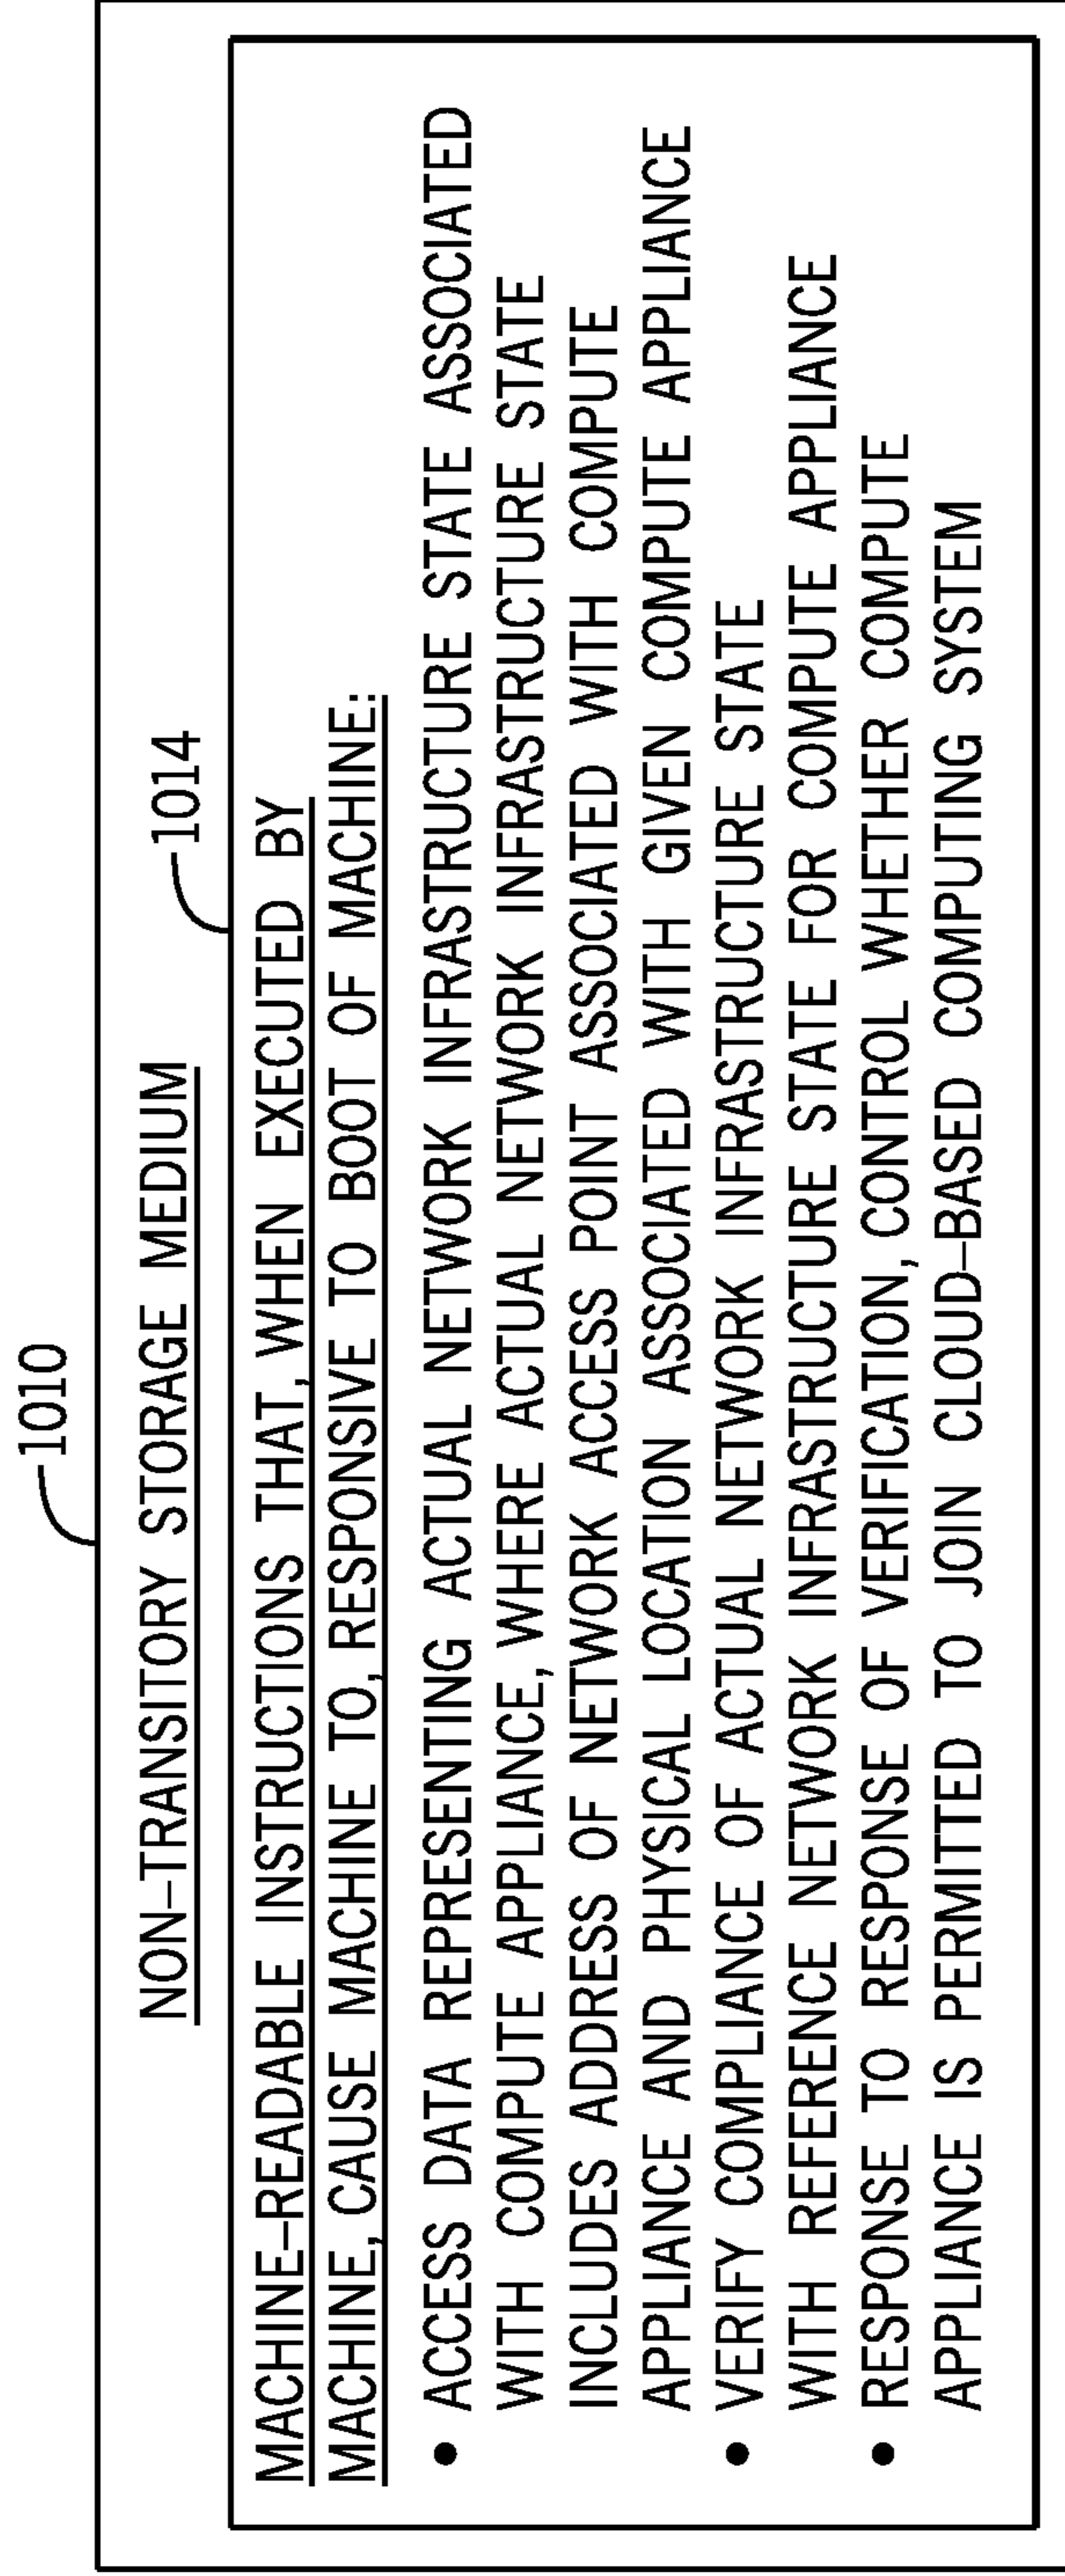 1010
NON-TRANSITORY STORAGE MEDIUM
1014
MACHINE-READABLE INSTRUCTIONS THAT, WHEN EXECUTED BY
MACHINE, CAUSE MACHINE TO, RESPONSIVE TO BOOT OF MACHINE:
• ACCESS DATA REPRESENTING ACTUAL NETWORK INFRASTRUCTURE STATE ASSOCIATED
WITH COMPUTE APPLIANCE, WHERE ACTUAL NETWORK INFRASTRUCTURE STATE
INCLUDES ADDRESS OF NETWORK ACCESS POINT ASSOCIATED WITH COMPUTE
APPLIANCE AND PHYSICAL LOCATION ASSOCIATED WITH GIVEN COMPUTE APPLIANCE
• VERIFY COMPLIANCE OF ACTUAL NETWORK INFRASTRUCTURE STATE
WITH REFERENCE NETWORK INFRASTRUCTURE STATE FOR COMPUTE APPLIANCE
• RESPONSE TO RESPONSE OF VERIFICATION, CONTROL WHETHER COMPUTE
APPLIANCE IS PERMITTED TO JOIN CLOUD-BASED COMPUTING SYSTEM